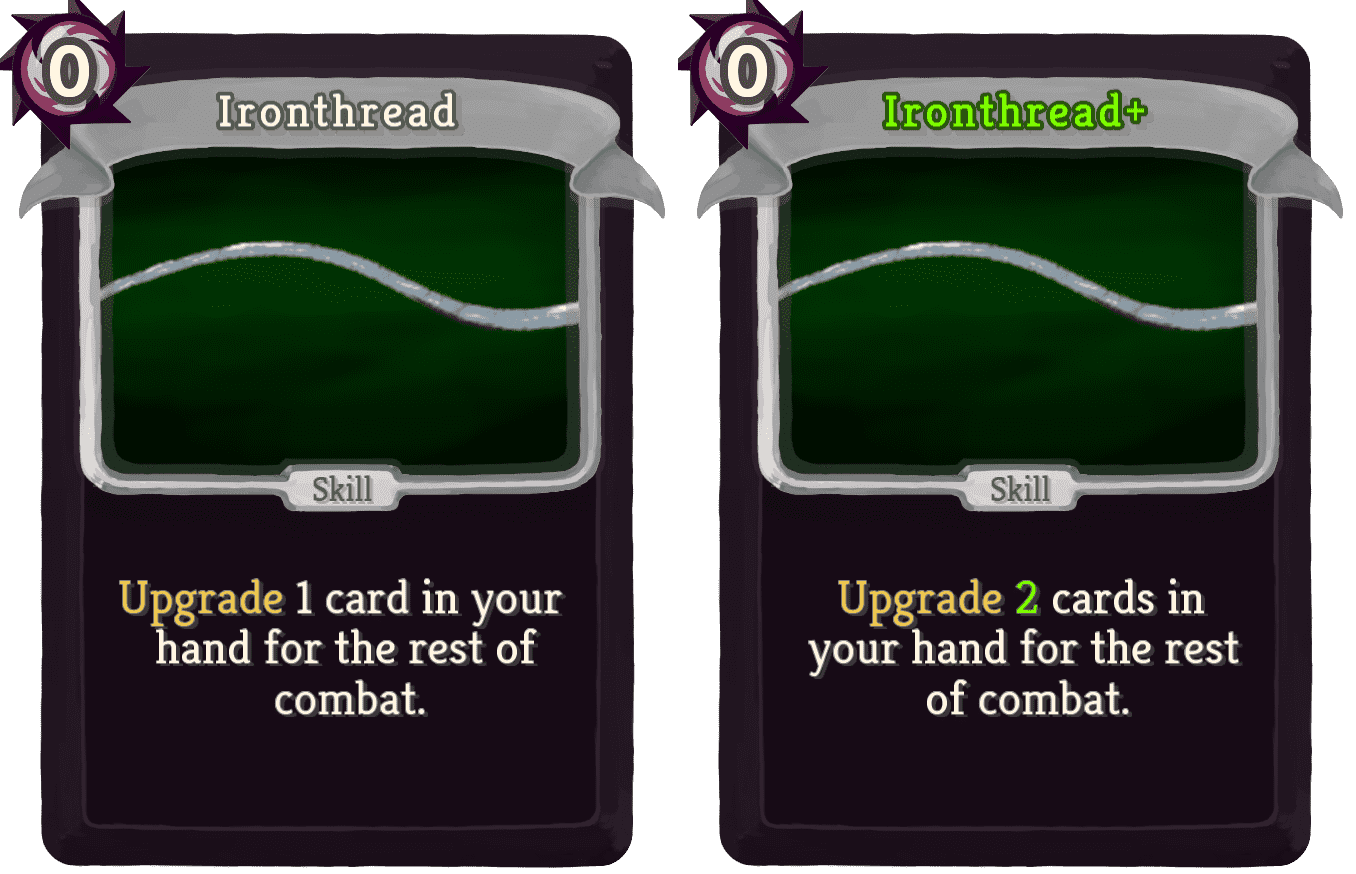 0
Ironthread
Skill
Upgrade 1 card in your
hand for the rest of
combat.
0
Ironthread+
Skill
Upgrade 2 cards in
your hand for the rest
of combat.